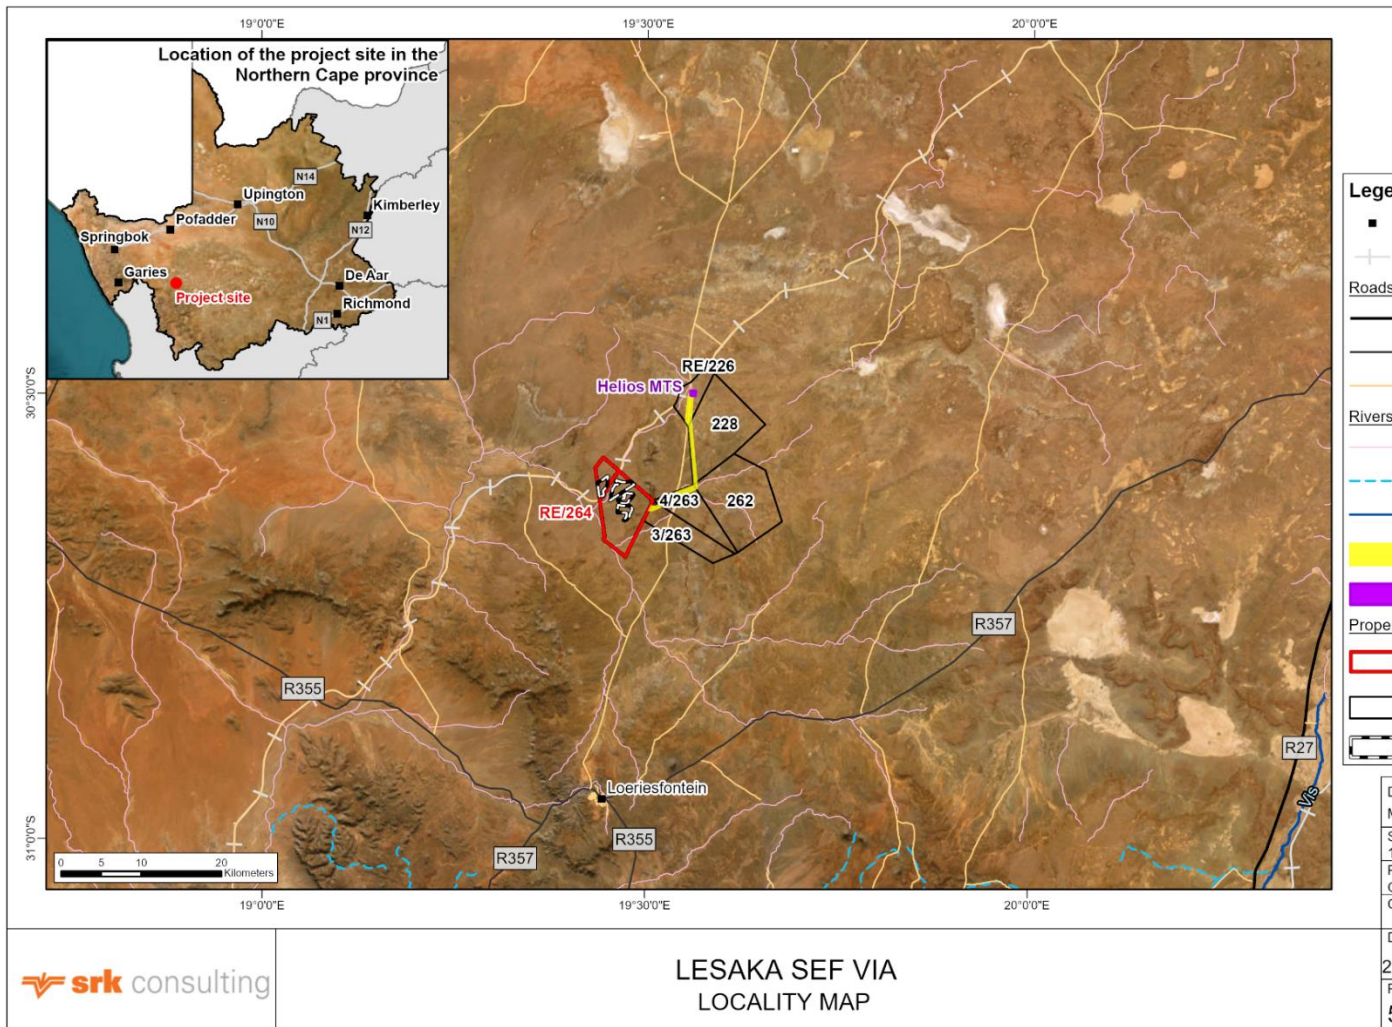 19°0'0"E
19°30'0"E
20°0'0"E
Location of the project site in the
Northern Cape province
N14
Upington
Kimberley
Pofadder
N10
N12
Springbok
Garies
De Aar
Project site
Richmond
N1
Lege
Roads
Rivers
Prope
30°30'0"S
31°0'0"S
RE/226
Helios MTS
228
4/263
262
RE/264
3/263
R357
R355
R27
Vis
Loeriesfontein
R355
R357
0 5 10 20
Kilometers
19°0'0"E
19°30'0"E
20°0'0"E
D
M
S
1
C
D
2
5
srk consulting
LESAKA SEF VIA
LOCALITY MAP